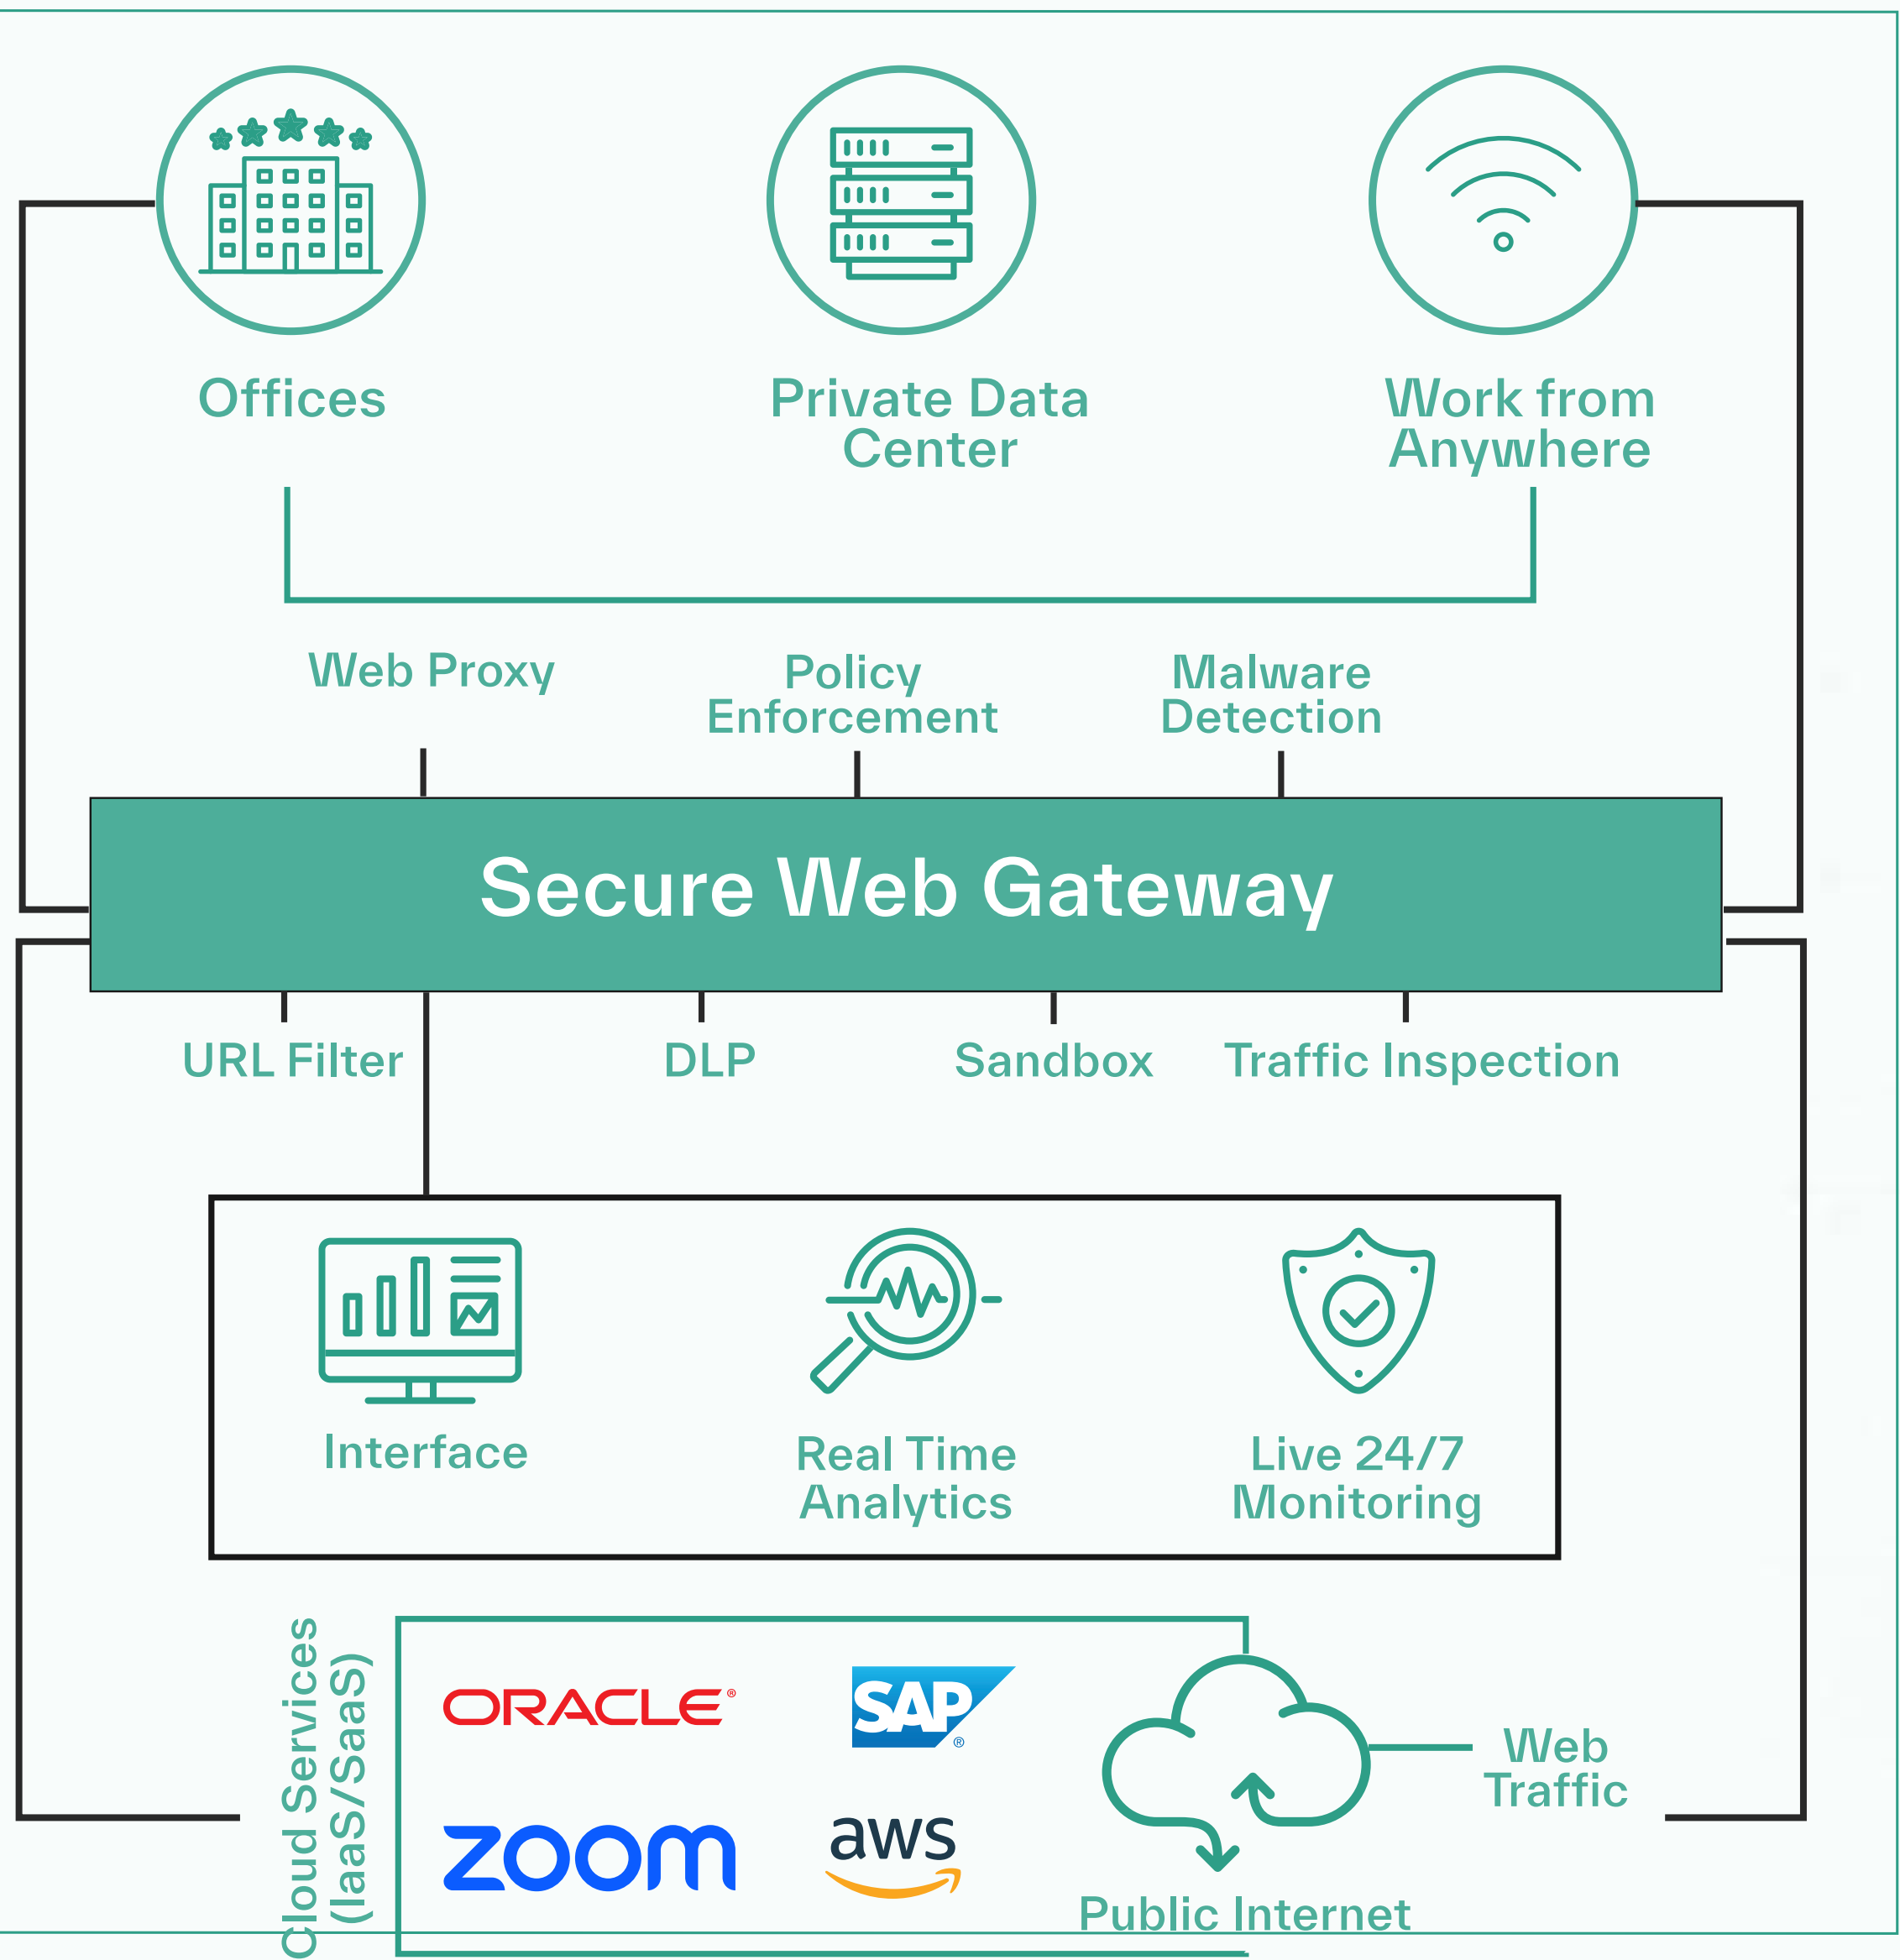 Offices
Private Data
Center
Work from
Anywhere
Web Proxy
Policy
Enforcement
Malware
Detection
Secure Web Gateway
URL Filter
DLP
Sandbox
Traffic Inspection
Interface
Real Time
Analytics
Live 24/7
Monitoring
Cloud Services
(IaaS/SaaS)
ORACLE®
SAP®
zoom
aws
Web
Traffic
Public Internet